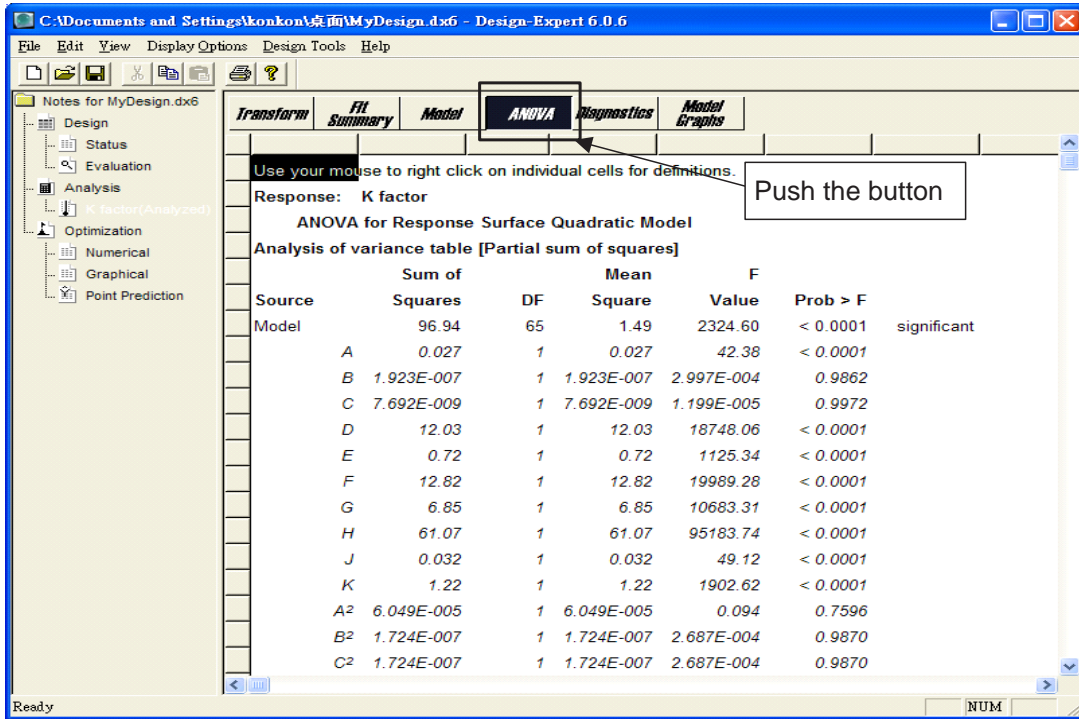 C:\Documents and Settings\konkon\桌面\MyDesign.dx6 - Design-Expert 6.0.6
File Edit View Display Options Design Tools Help
Notes for MyDesign.dx6
Design
Status
Evaluation
Analysis
K factor(Analyzed)
Optimization
Numerical
Graphical
Point Prediction
Transform Fit Summary Model ANOVA Diagnostics Model Graphs
Push the button
Use your mouse to right click on individual cells for definitions.
Response: K factor
ANOVA for Response Surface Quadratic Model
Analysis of variance table [Partial sum of squares]
Sum of Mean F
Source Squares DF Square Value Prob > F
Model 96.94 65 1.49 2324.60 < 0.0001 significant
A 0.027 1 0.027 42.38 < 0.0001
B 1.923E-007 1 1.923E-007 2.997E-004 0.9862
C 7.692E-009 1 7.692E-009 1.199E-005 0.9972
D 12.03 1 12.03 18748.06 < 0.0001
E 0.72 1 0.72 1125.34 < 0.0001
F 12.82 1 12.82 19989.28 < 0.0001
G 6.85 1 6.85 10683.31 < 0.0001
H 61.07 1 61.07 95183.74 < 0.0001
J 0.032 1 0.032 49.12 < 0.0001
K 1.22 1 1.22 1902.62 < 0.0001
A² 6.049E-005 1 6.049E-005 0.094 0.7596
B² 1.724E-007 1 1.724E-007 2.687E-004 0.9870
C² 1.724E-007 1 1.724E-007 2.687E-004 0.9870
Ready NUM